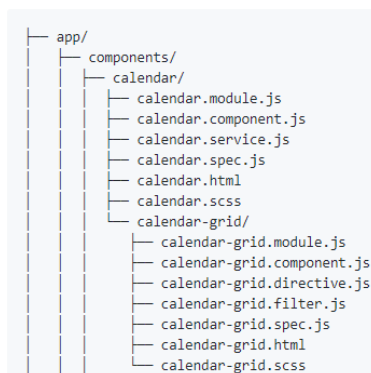 ├── app/
│   ├── components/
│   │   ├── calendar/
│   │   │   ├── calendar.module.js
│   │   │   ├── calendar.component.js
│   │   │   ├── calendar.service.js
│   │   │   ├── calendar.spec.js
│   │   │   ├── calendar.html
│   │   │   ├── calendar.scss
│   │   │   └── calendar-grid/
│   │   │       ├── calendar-grid.module.js
│   │   │       ├── calendar-grid.component.js
│   │   │       ├── calendar-grid.directive.js
│   │   │       ├── calendar-grid.filter.js
│   │   │       ├── calendar-grid.spec.js
│   │   │       ├── calendar-grid.html
│   │   │       └── calendar-grid.scss